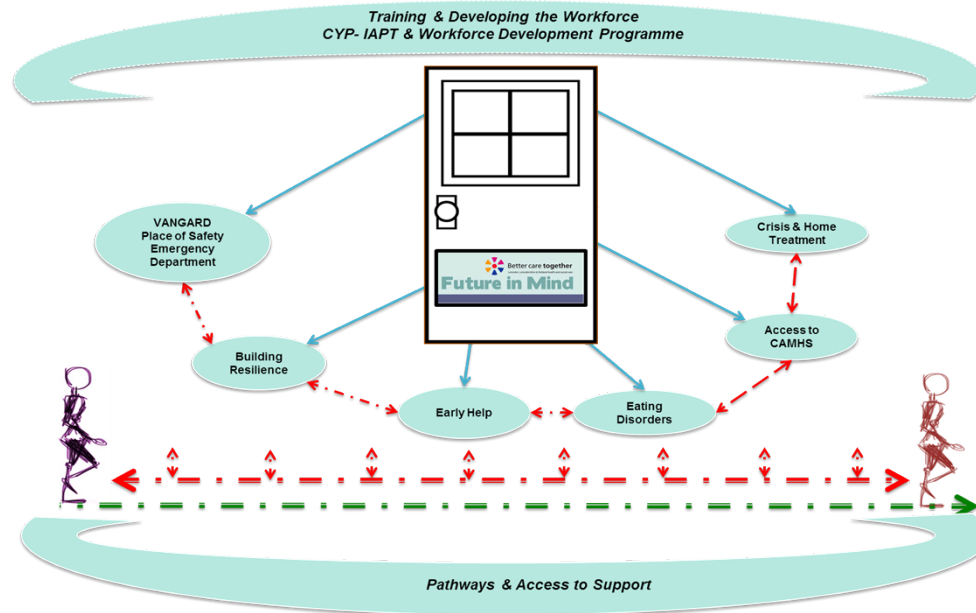 Training & Developing the Workforce
CYP- IAPT & Workforce Development Programme
VANGARD
Place of Safety
Emergency
Department
Crisis & Home
Treatment
Better care together
Future in Mind
Access to
CAMHS
Building
Resilience
Early Help
Eating
Disorders
Pathways & Access to Support